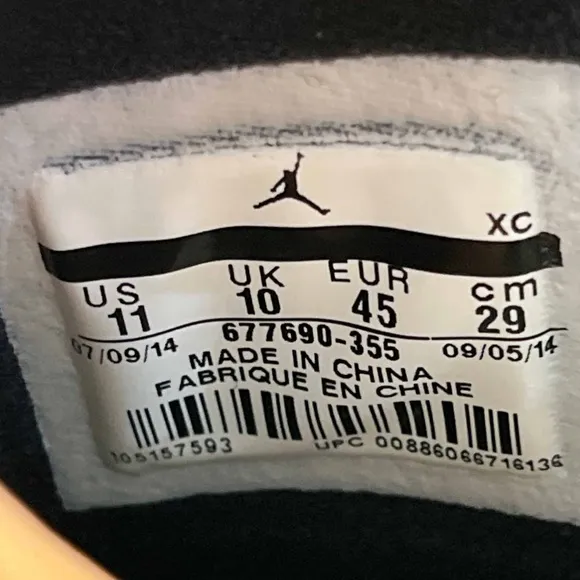 XC
US UK EUR cm
11 10 45 29
07/09/14 677690-355 09/05/14
MADE IN CHINA
FABRIQUE EN CHINE
105157593 UPC 00886066716136